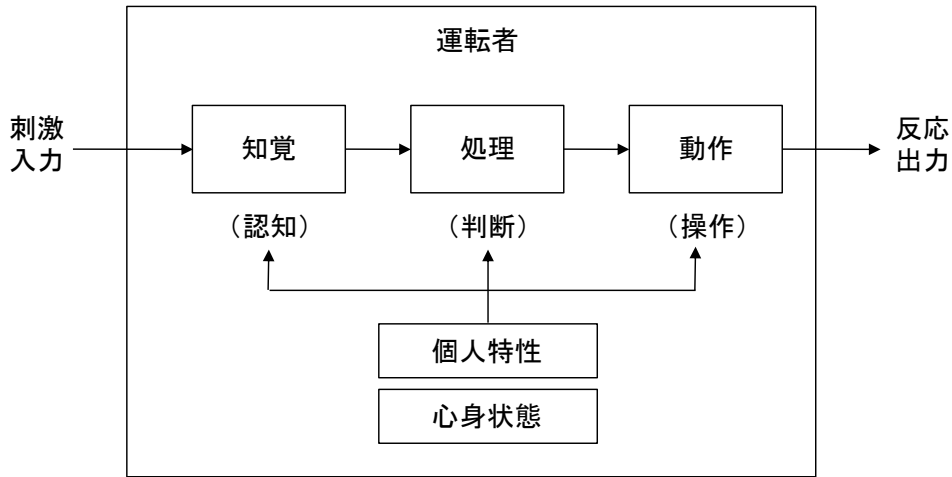 運転者
刺激
入力
知覚
処理
動作
反応
出力
（認知）
（判断）
（操作）
個人特性
心身状態